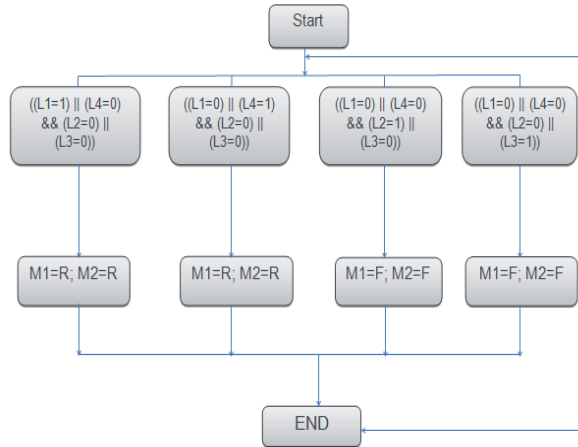 Start
((L1=1) || (L4=0)
&& (L2=0) ||
(L3=0))
((L1=0) || (L4=1)
&& (L2=0) ||
(L3=0))
((L1=0) || (L4=0)
&& (L2=1) ||
(L3=0))
((L1=0) || (L4=0)
&& (L2=0) ||
(L3=1))
M1=R; M2=R
M1=R; M2=R
M1=F; M2=F
M1=F; M2=F
END